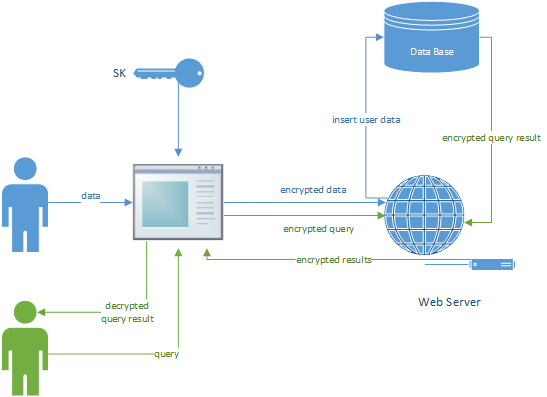 Data Base
SK
insert user data
encrypted query result
data
encrypted data
encrypted query
encrypted results
Web Server
decrypted
query result
query